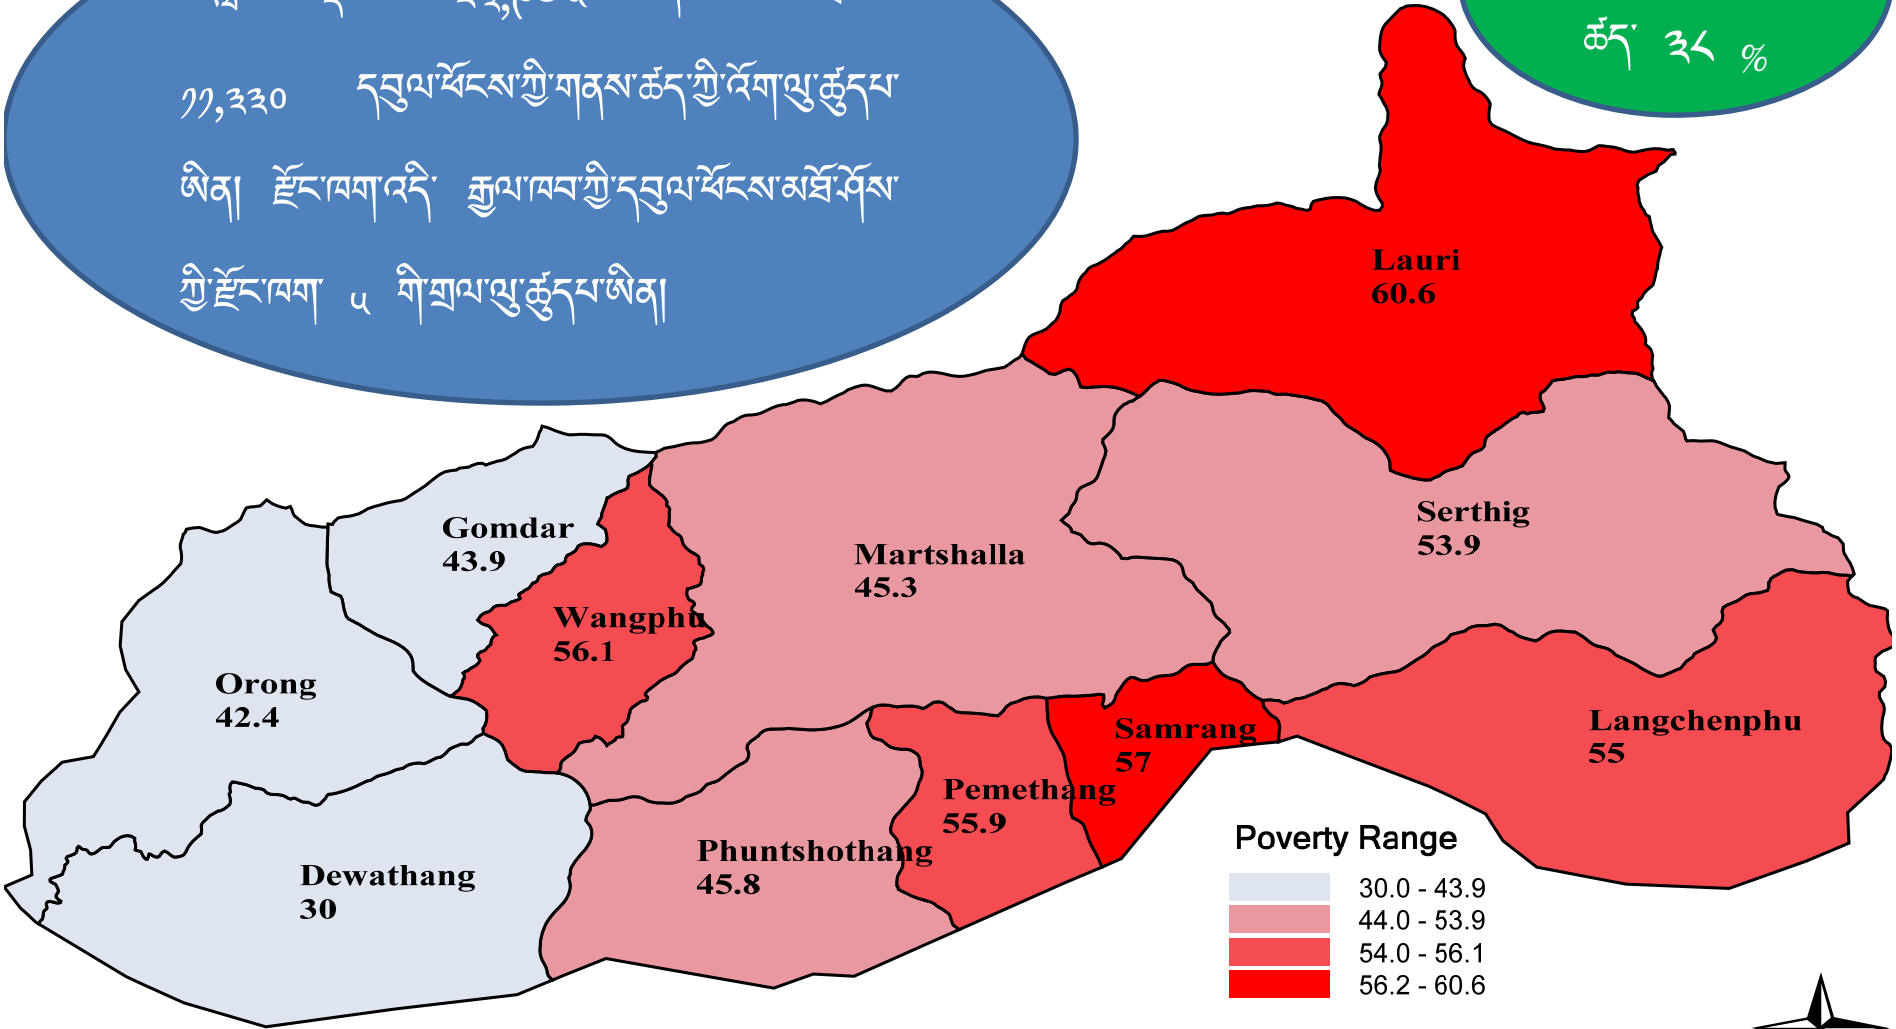 ཚད་ ༣༨ %
༡༡,༣༣༠ དབུལ་ཕོངས་ཀྱི་གནས་ཚད་ཀྱི་འོག་ལུ་ཚུདཔ་
ཨིན། རྫོང་ཁག་འདི་ རྒྱལ་ཁབ་ཀྱི་དབུལ་ཕོངས་མཐོ་ཤོས་
ཀྱི་རྫོང་ཁག་ ༥ གི་གྲལ་ལུ་ཚུདཔ་ཨིན།
Lauri
60.6
Serthig
53.9
Gomdar
43.9
Martshalla
45.3
Wangphu
56.1
Orong
42.4
Langchenphu
55
Samrang
57
Pemethang
55.9
Phuntshothang
45.8
Dewathang
30
Poverty Range
30.0 - 43.9
44.0 - 53.9
54.0 - 56.1
56.2 - 60.6